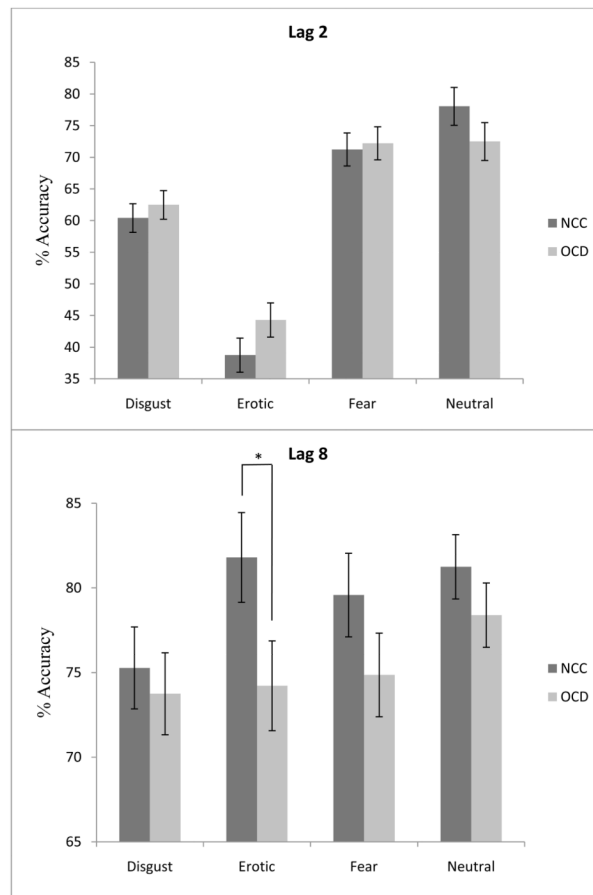 Lag 2
85
80
75
70
65
60
55
50
45
40
35
% Accuracy
Disgust Erotic Fear Neutral
NCC
OCD
Lag 8
*
85
80
75
70
65
% Accuracy
Disgust Erotic Fear Neutral
NCC
OCD